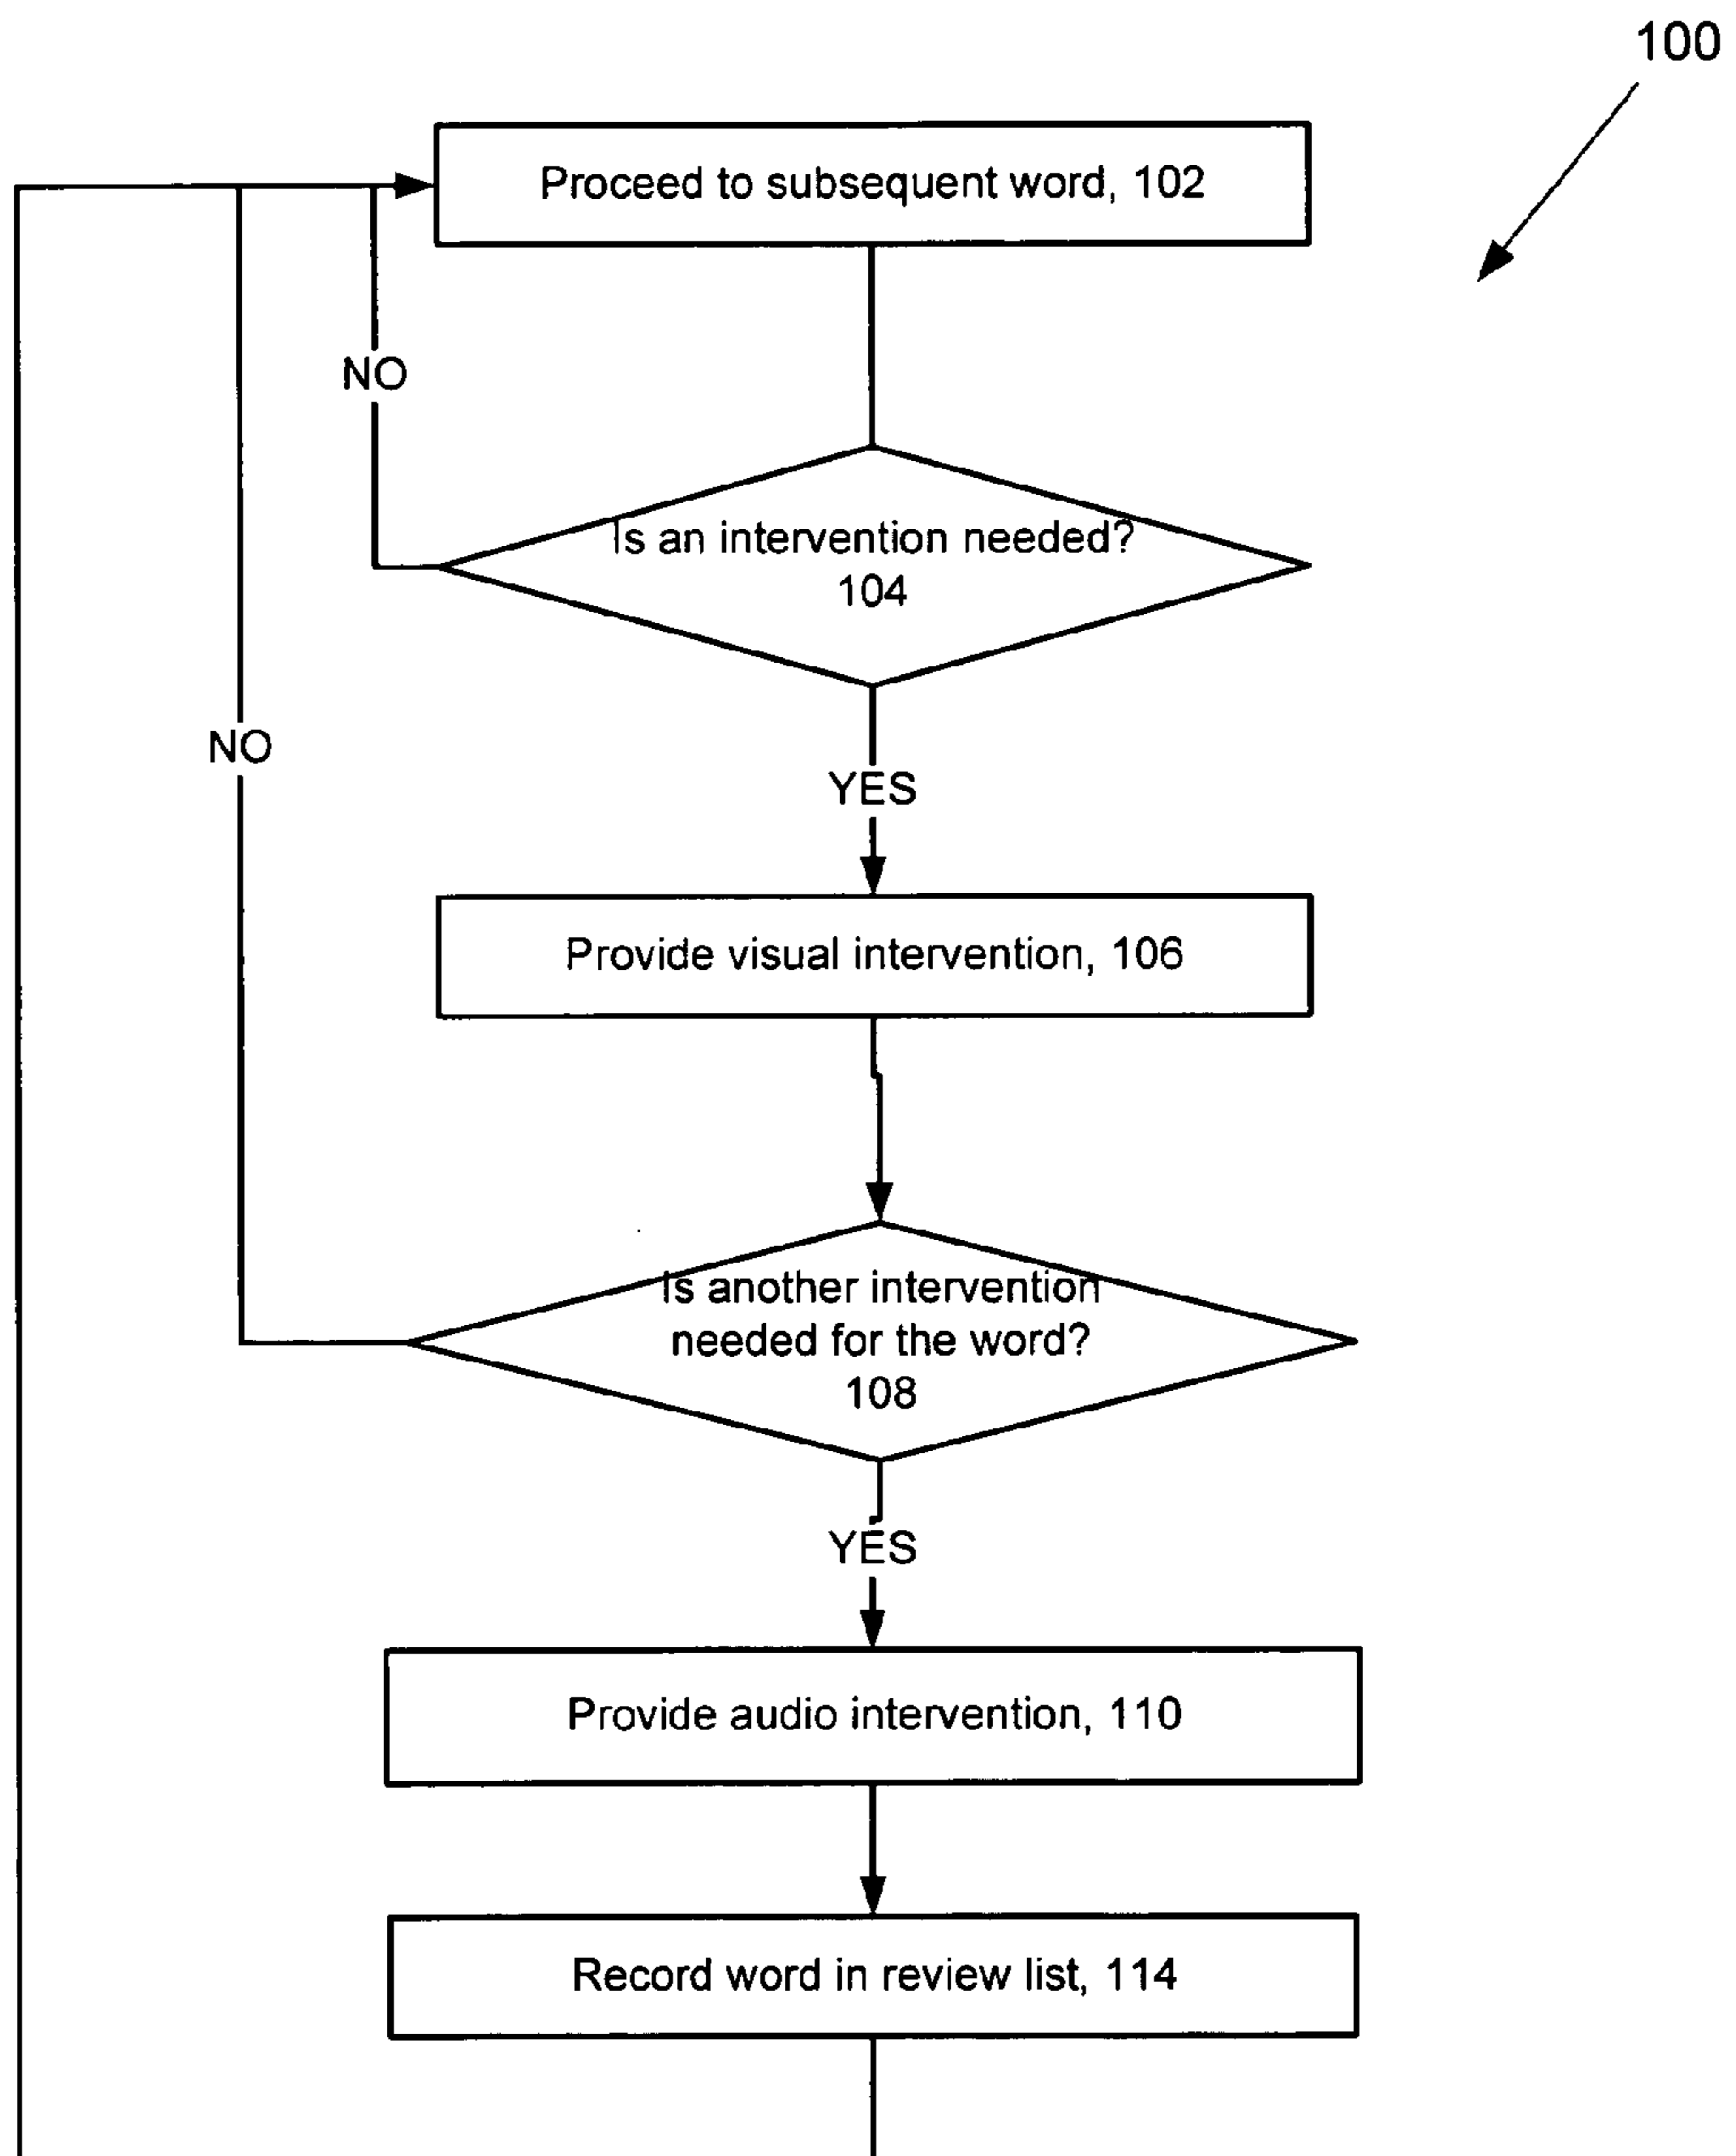 100
Proceed to subsequent word, 102
NO
Is an intervention needed?
104
NO
YES
Provide visual intervention, 106
Is another intervention
needed for the word?
108
YES
Provide audio intervention, 110
Record word in review list, 114